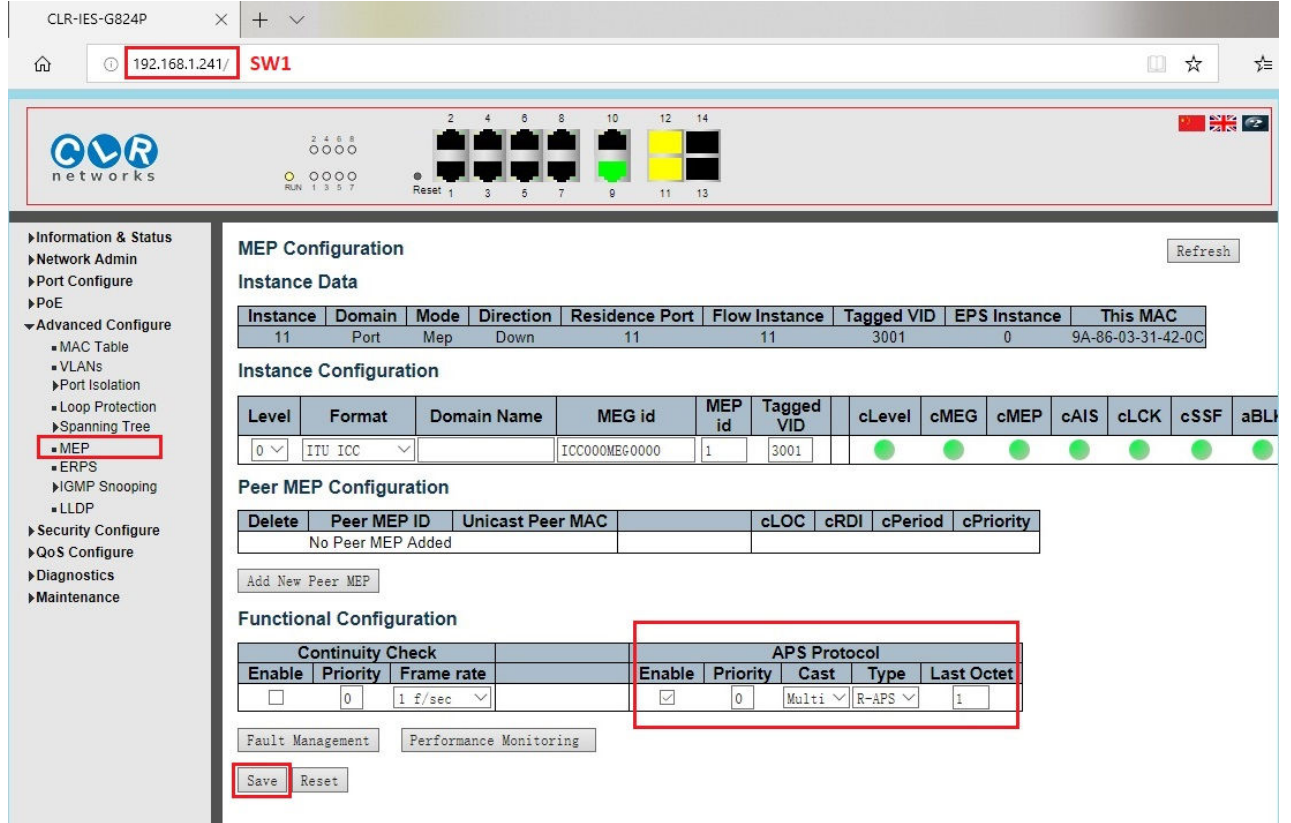 CLR-IES-G824P
192.168.1.241/ SW1
CLR
networks
2 4 6 8
RUN 1 3 5 7
Reset
2 4 6 8 10 12 14
1 3 5 7 9 11 13
Information & Status
Network Admin
Port Configure
PoE
Advanced Configure
MAC Table
VLANs
Port Isolation
Loop Protection
Spanning Tree
MEP
ERPS
IGMP Snooping
LLDP
Security Configure
QoS Configure
Diagnostics
Maintenance
MEP Configuration
Refresh
Instance Data
Instance Domain Mode Direction Residence Port Flow Instance Tagged VID EPS Instance This MAC
11 Port Mep Down 11 11 3001 0 9A-86-03-31-42-0C
Instance Configuration
Level Format Domain Name MEG id MEP id Tagged VID cLevel cMEG cMEP cAIS cLCK cSSF aBLK
0 ITU ICC ICC000MEG0000 1 3001
Peer MEP Configuration
Delete Peer MEP ID Unicast Peer MAC cLOC cRDI cPeriod cPriority
No Peer MEP Added
Add New Peer MEP
Functional Configuration
Continuity Check APS Protocol
Enable Priority Frame rate Enable Priority Cast Type Last Octet
0 1 f/sec 0 Multi R-APS 1
Fault Management Performance Monitoring
Save Reset